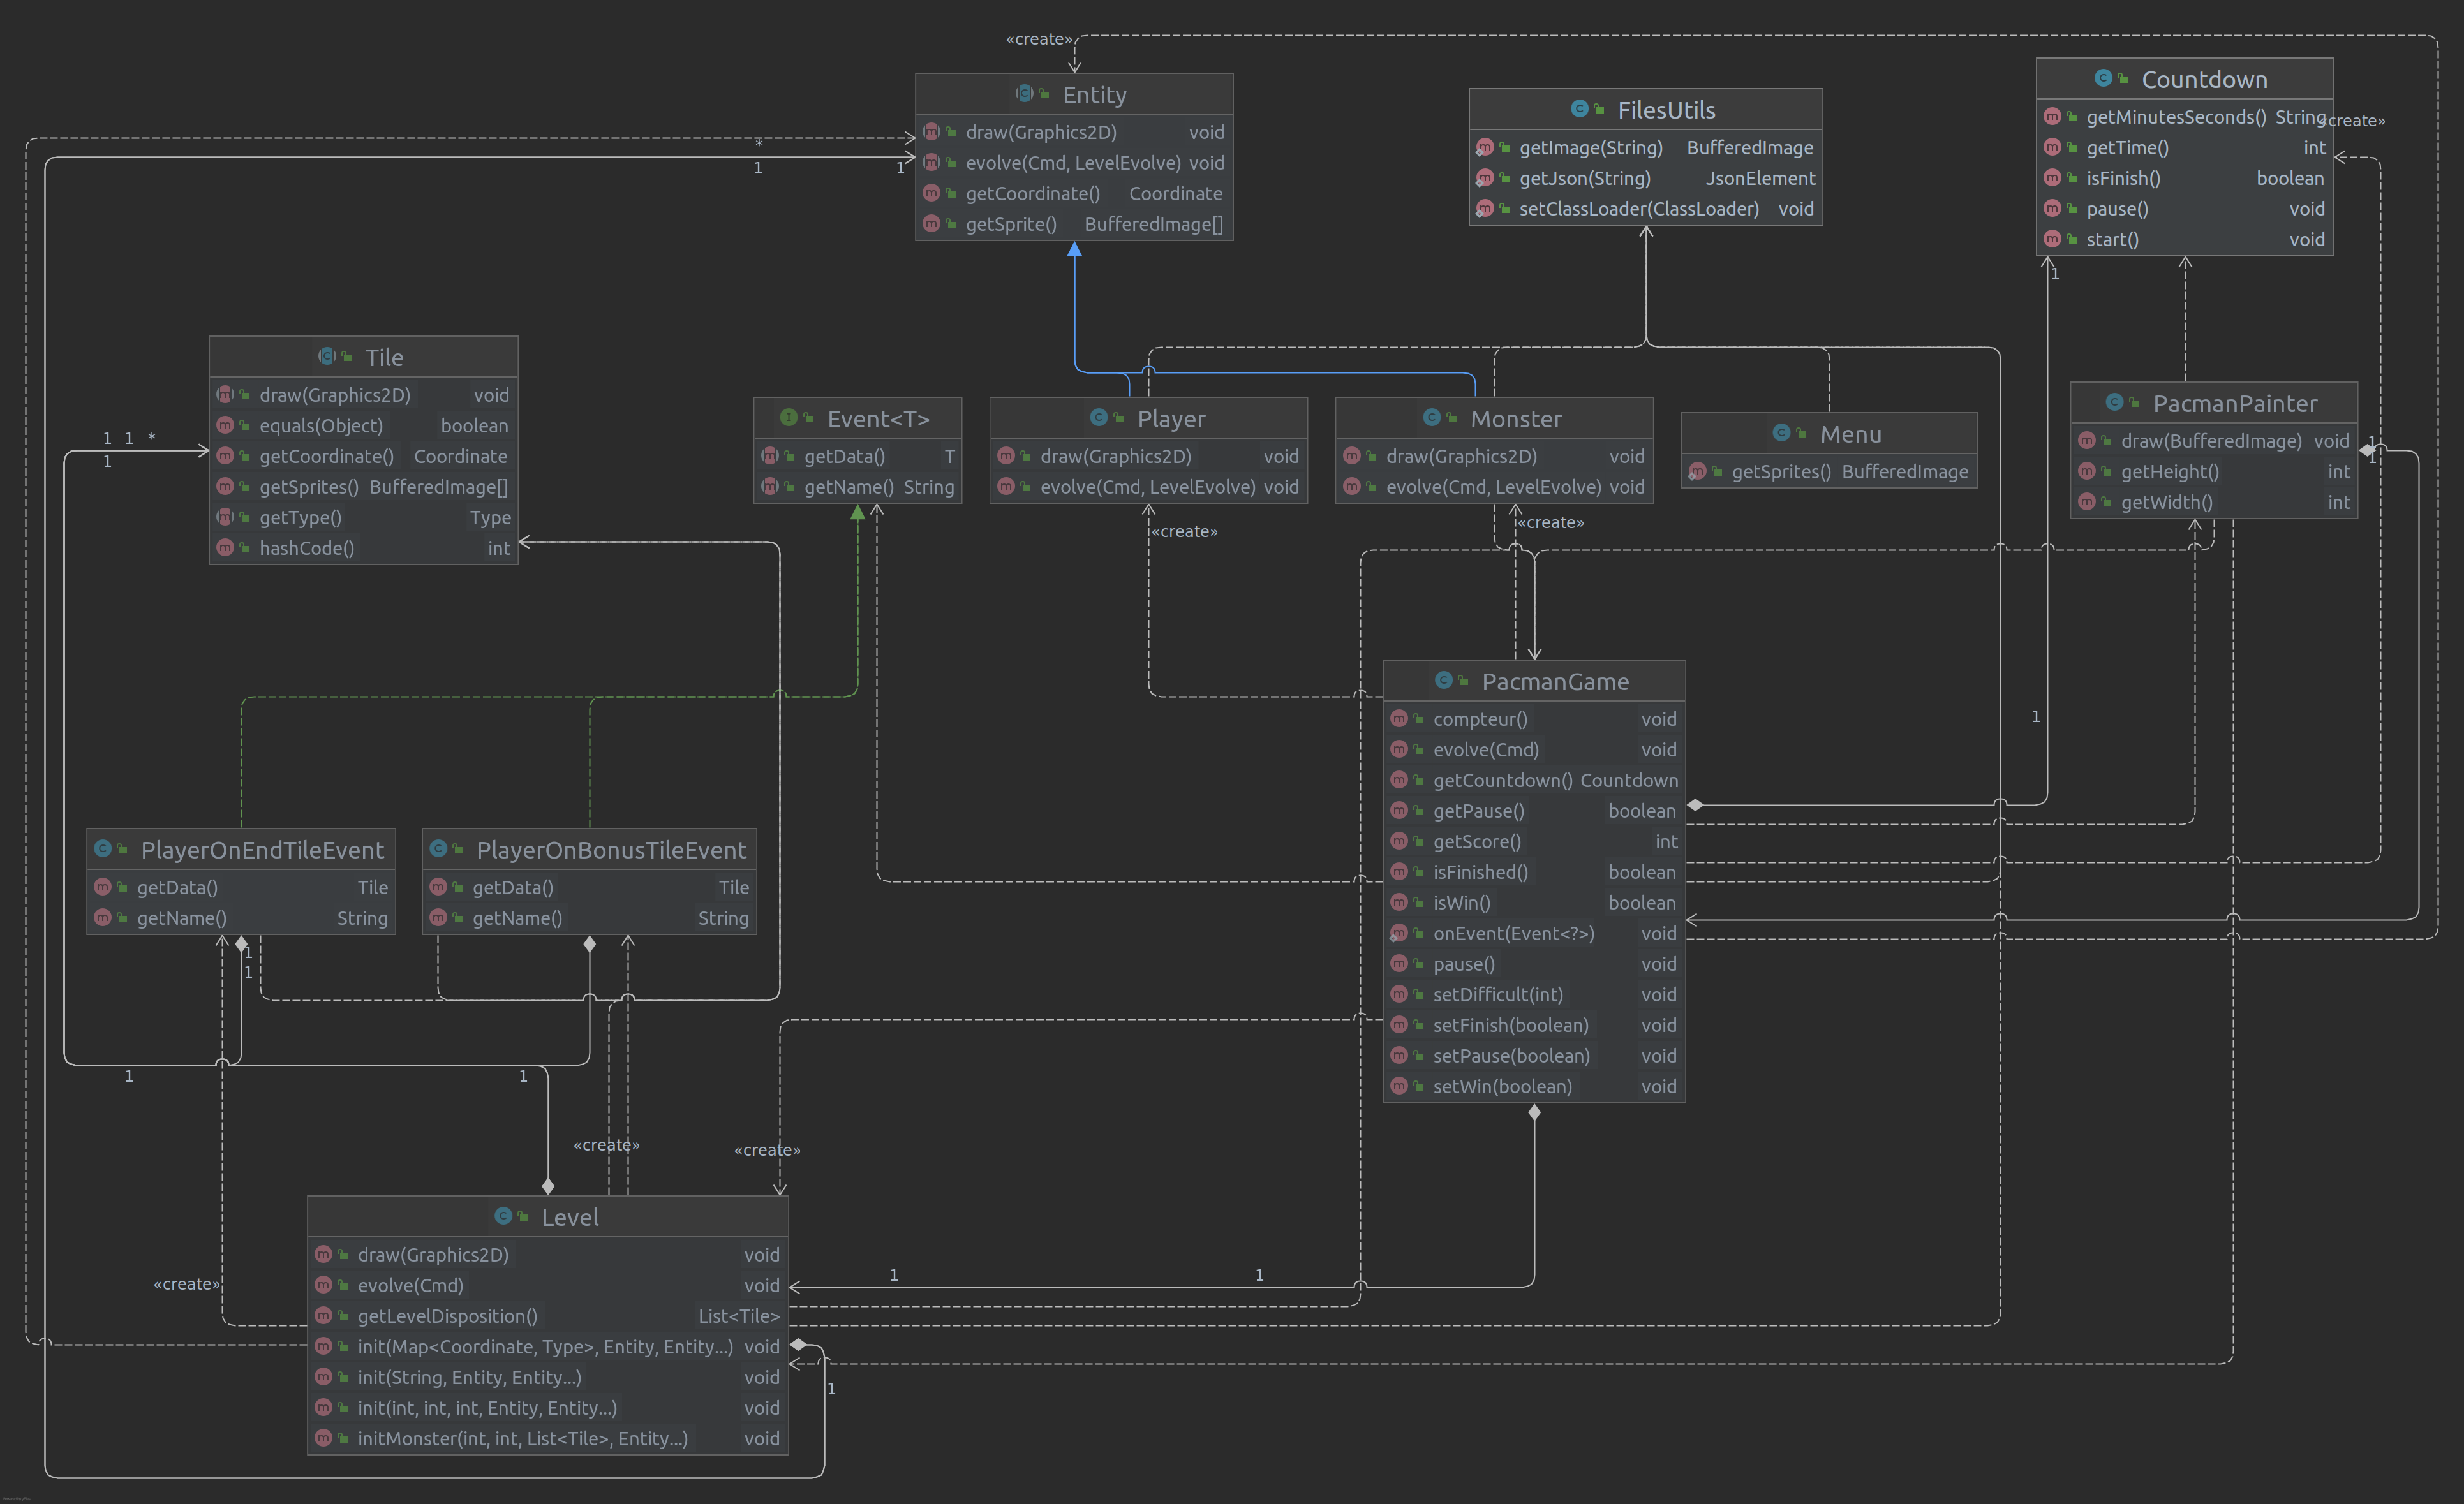 «create»
Entity
draw(Graphics2D) void
evolve(Cmd, LevelEvolve) void
getCoordinate() Coordinate
getSprite() BufferedImage[]
*
1
1
FilesUtils
getImage(String) BufferedImage
getJson(String) JsonElement
setClassLoader(ClassLoader) void
Countdown
getMinutesSeconds() String
getTime() int
isFinish() boolean
pause() void
start() void
«create»
1
Tile
draw(Graphics2D) void
equals(Object) boolean
getCoordinate() Coordinate
getSprites() BufferedImage[]
getType() Type
hashCode() int
1 1 *
1
Event<T>
getData() T
getName() String
Player
draw(Graphics2D) void
evolve(Cmd, LevelEvolve) void
«create»
Monster
draw(Graphics2D) void
evolve(Cmd, LevelEvolve) void
«create»
Menu
getSprites() BufferedImage
PacmanPainter
draw(BufferedImage) void
getHeight() int
getWidth() int
1
1
PacmanGame
compteur() void
evolve(Cmd) void
getCountdown() Countdown
getPause() boolean
getScore() int
isFinished() boolean
isWin() boolean
onEvent(Event<?>) void
pause() void
setDifficult(int) void
setFinish(boolean) void
setPause(boolean) void
setWin(boolean) void
1
PlayerOnEndTileEvent
getData() Tile
getName() String
1
1
PlayerOnBonusTileEvent
getData() Tile
getName() String
1
1
«create»
«create»
«create»
Level
draw(Graphics2D) void
evolve(Cmd) void
getLevelDisposition() List<Tile>
init(Map<Coordinate, Type>, Entity, Entity...) void
init(String, Entity, Entity...) void
init(int, int, int, Entity, Entity...) void
initMonster(int, int, List<Tile>, Entity...) void
1
1
1